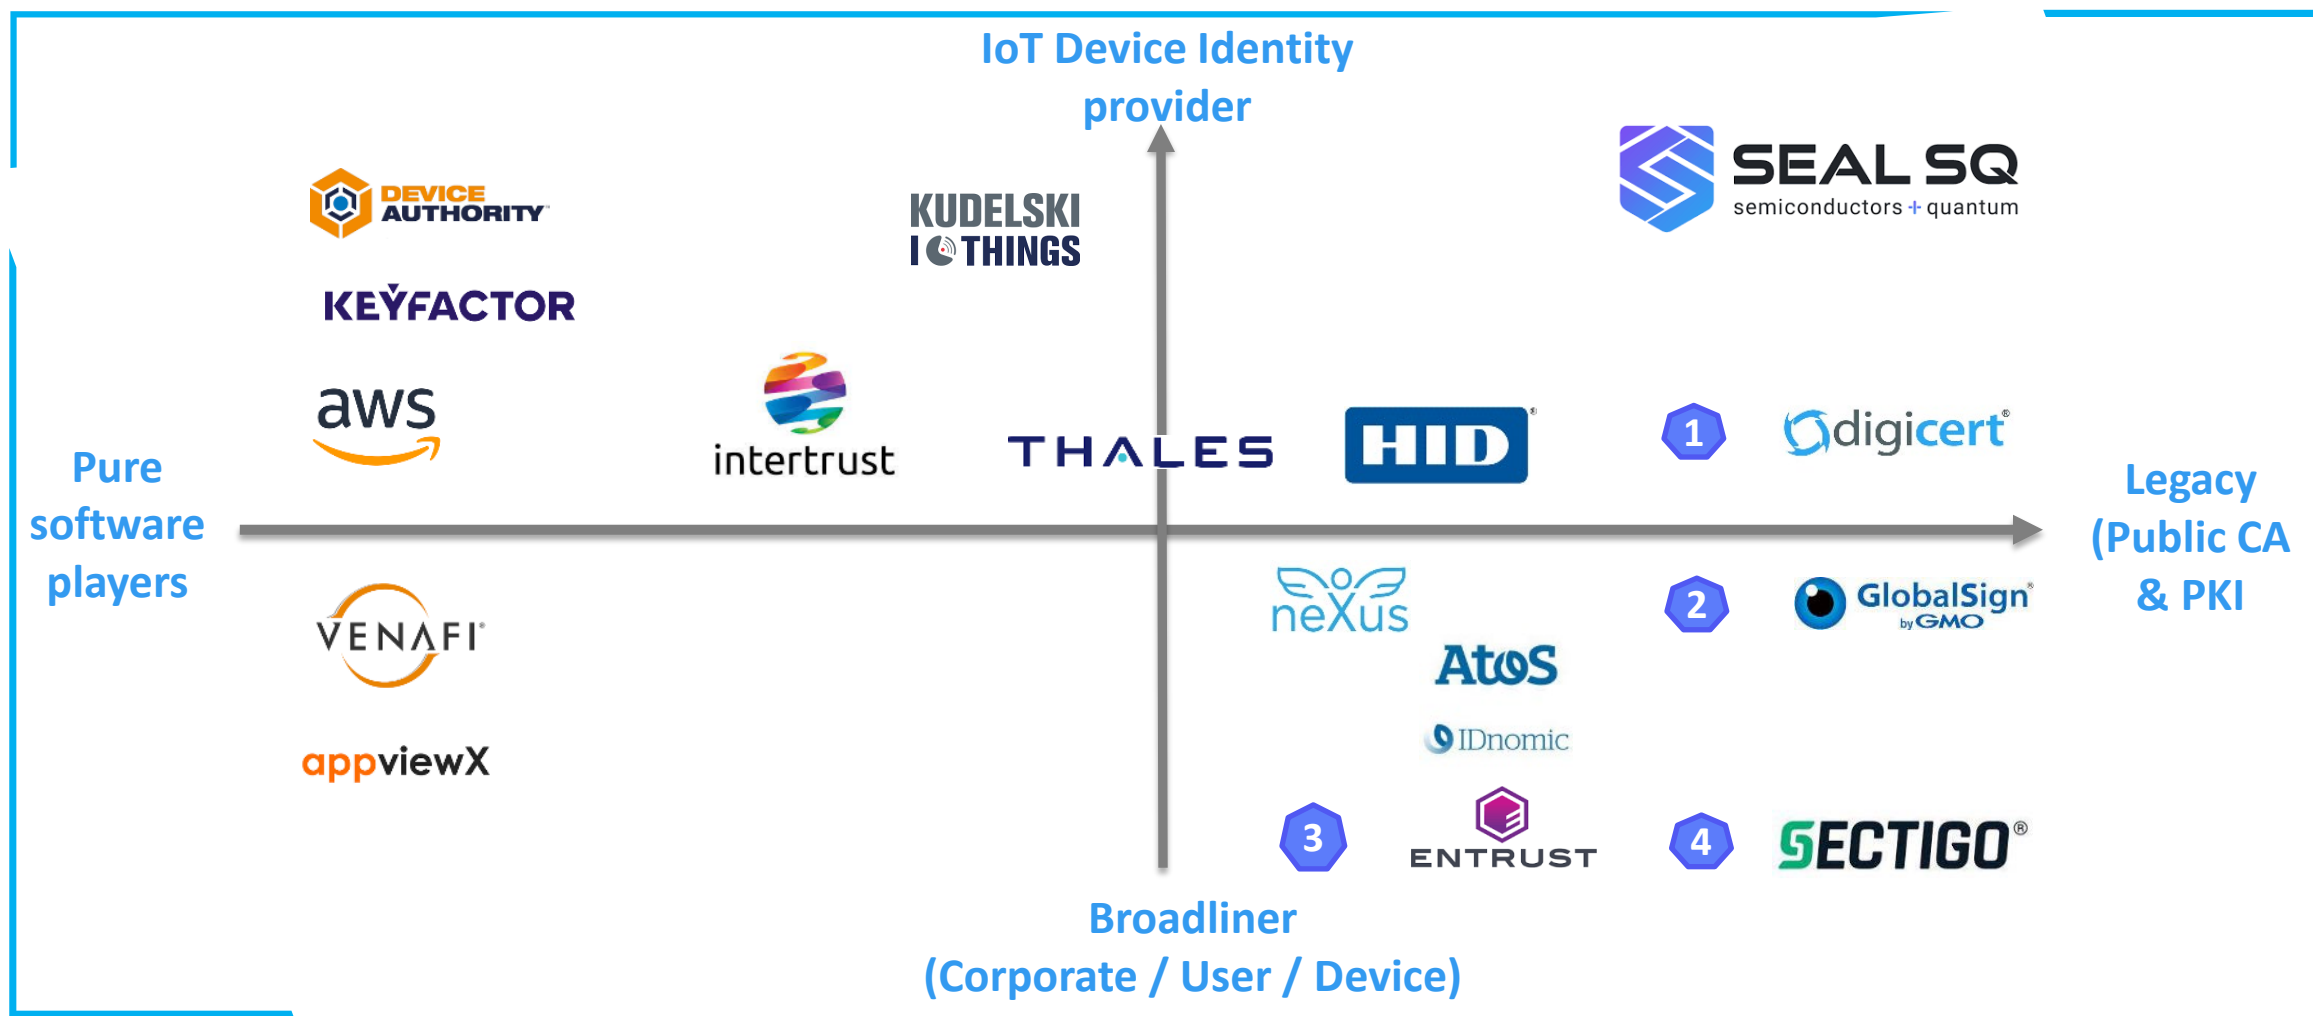 IoT Device Identity
provider
SEAL SQ
semiconductors + quantum
DEVICE
AUTHORITY
KUDELSKI
IOTHINGS
KEYFACTOR
aws
intertrust
THALES
HID®
1
digicert®
Pure
software
players
Legacy
(Public CA
& PKI
neXus
2
GlobalSign®
by GMO
VENAFI®
Atos
IDnomic
appviewX
3
ENTRUST
4
SECTIGO®
Broadliner
(Corporate / User / Device)